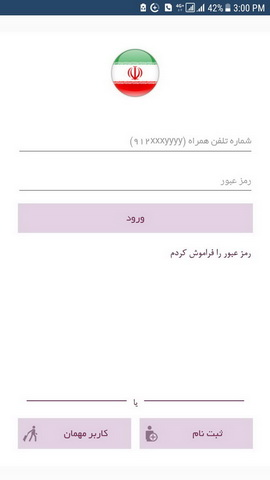 42% 3:00 PM
شماره تلفن همراه (۹۱۲xxxyyyy)
رمز عبور
ورود
رمز عبور را فراموش کردم
یا
ثبت نام
کاربر مهمان